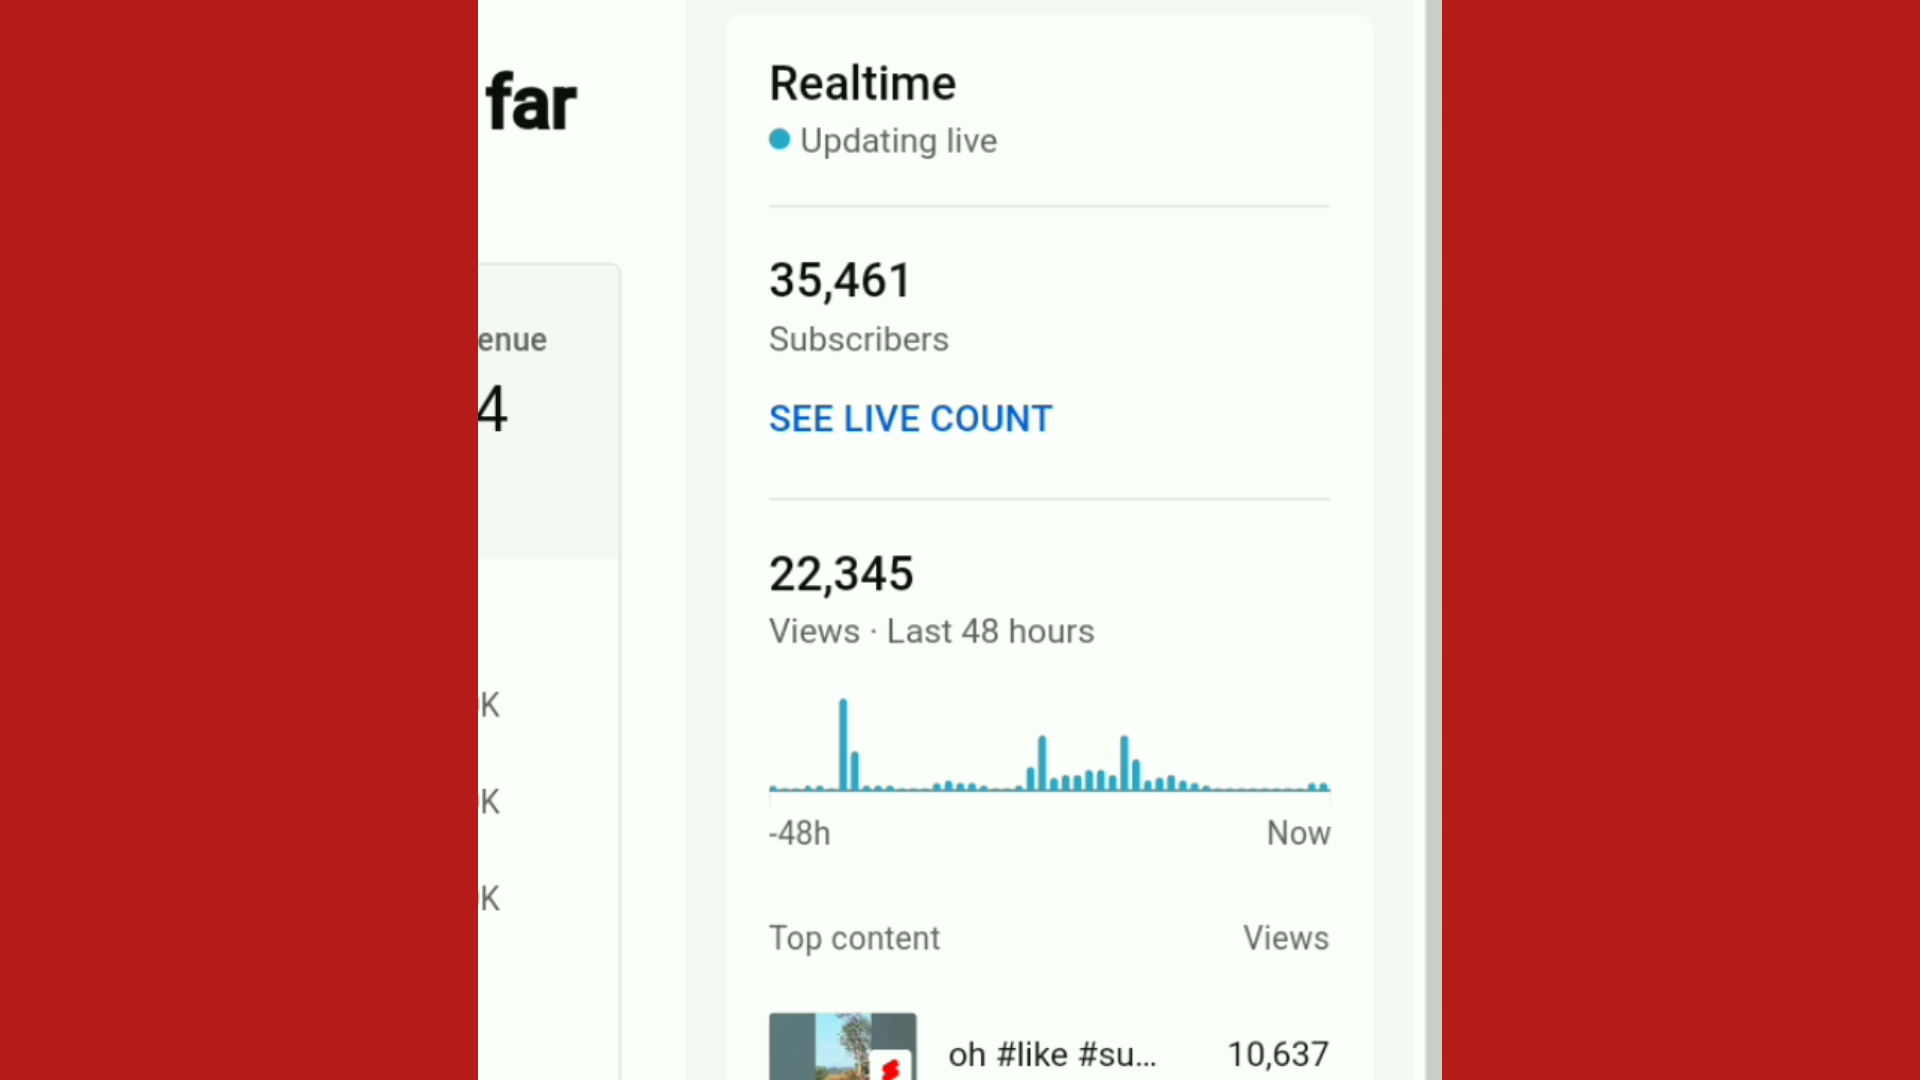 far
enue
4
K
K
K
Realtime
Updating live
35,461
Subscribers
SEE LIVE COUNT
22,345
Views · Last 48 hours
-48h
Now
Top content
Views
oh #like #su...
10,637